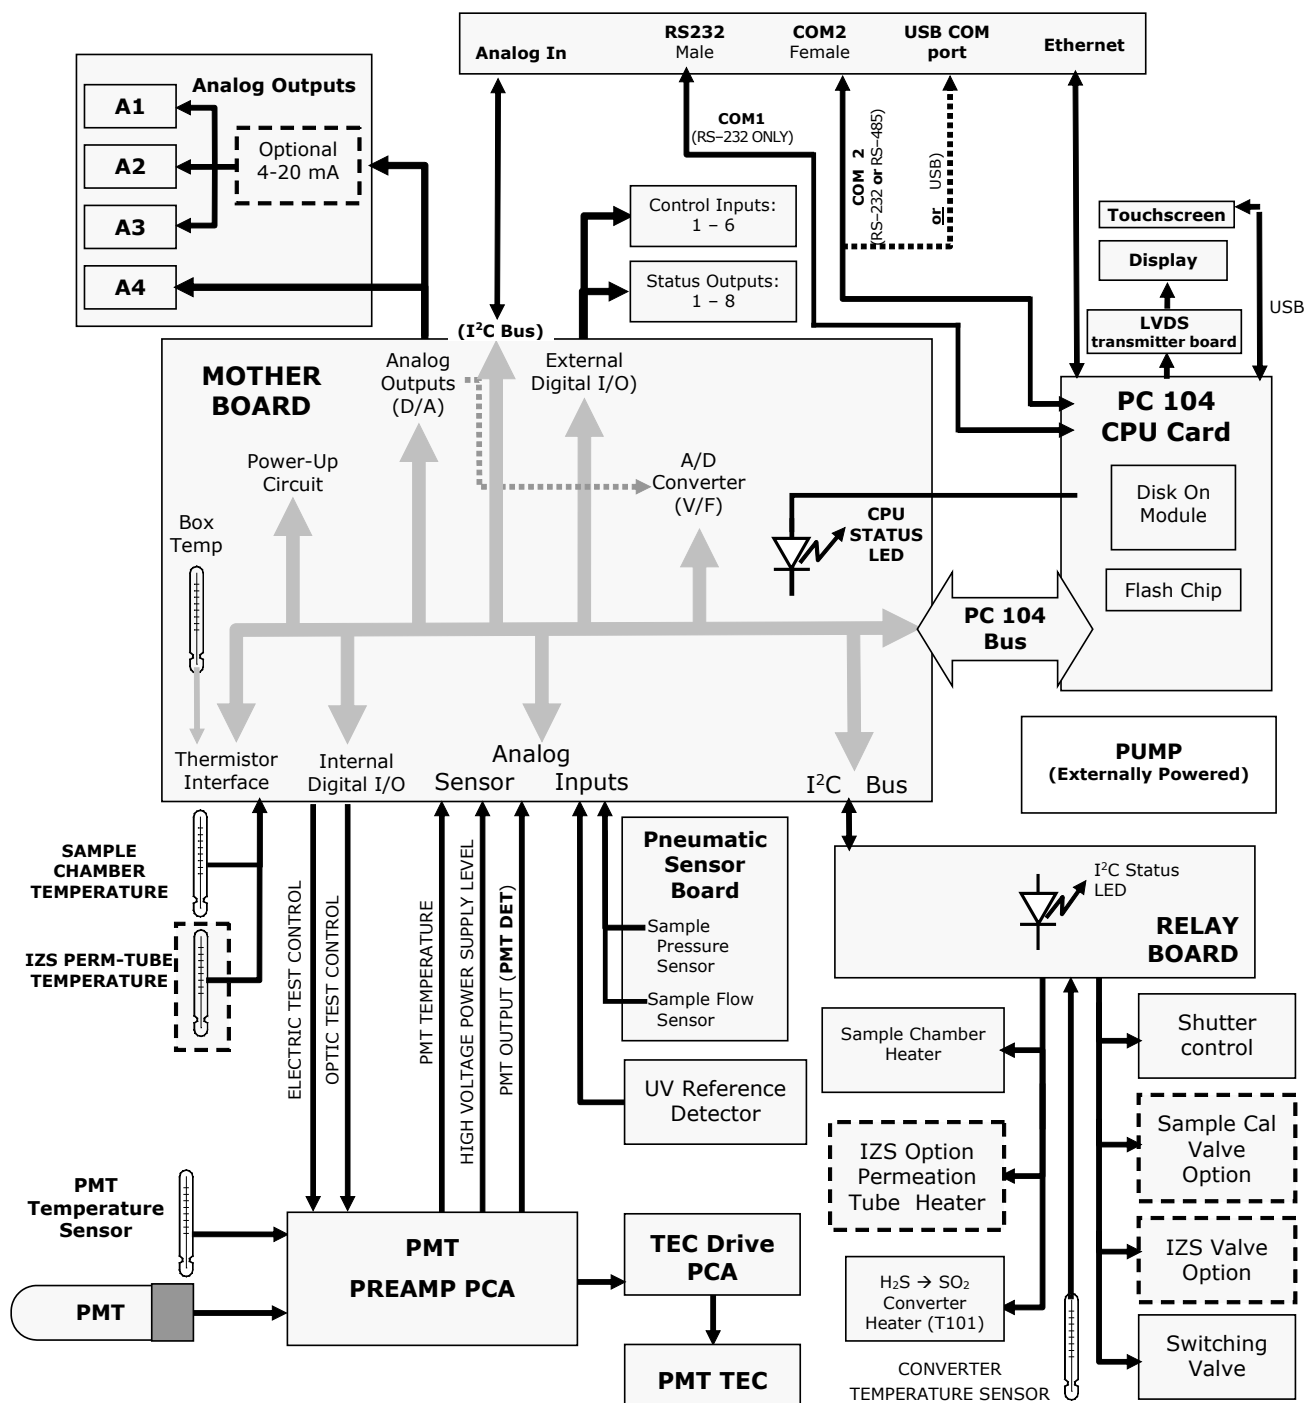 Analog In
RS232
Male
COM2
Female
USB COM
port
Ethernet
Analog Outputs
A1
A2
A3
A4
Optional
4-20 mA
COM1
(RS–232 ONLY)
COM 2
(RS–232 or RS–485)
or USB)
Control Inputs:
1 – 6
Status Outputs:
1 – 8
Touchscreen
Display
LVDS
transmitter board
USB
(I²C Bus)
MOTHER
BOARD
Analog
Outputs
(D/A)
External
Digital I/O)
Power-Up
Circuit
A/D
Converter
(V/F)
Box
Temp
CPU
STATUS
LED
PC 104
CPU Card
Disk On
Module
Flash Chip
PC 104
Bus
Thermistor
Interface
Internal
Digital I/O
Analog
Sensor Inputs
I²C Bus
PUMP
(Externally Powered)
SAMPLE
CHAMBER
TEMPERATURE
IZS PERM-TUBE
TEMPERATURE
ELECTRIC TEST CONTROL
OPTIC TEST CONTROL
PMT TEMPERATURE
HIGH VOLTAGE POWER SUPPLY LEVEL
PMT OUTPUT (PMT DET)
Pneumatic
Sensor
Board
Sample
Pressure
Sensor
Sample Flow
Sensor
UV Reference
Detector
I²C Status
LED
RELAY
BOARD
Sample Chamber
Heater
IZS Option
Permeation
Tube Heater
H₂S → SO₂
Converter
Heater (T101)
CONVERTER
TEMPERATURE SENSOR
Shutter
control
Sample Cal
Valve
Option
IZS Valve
Option
Switching
Valve
PMT
Temperature
Sensor
PMT
PMT
PREAMP PCA
TEC Drive
PCA
PMT TEC